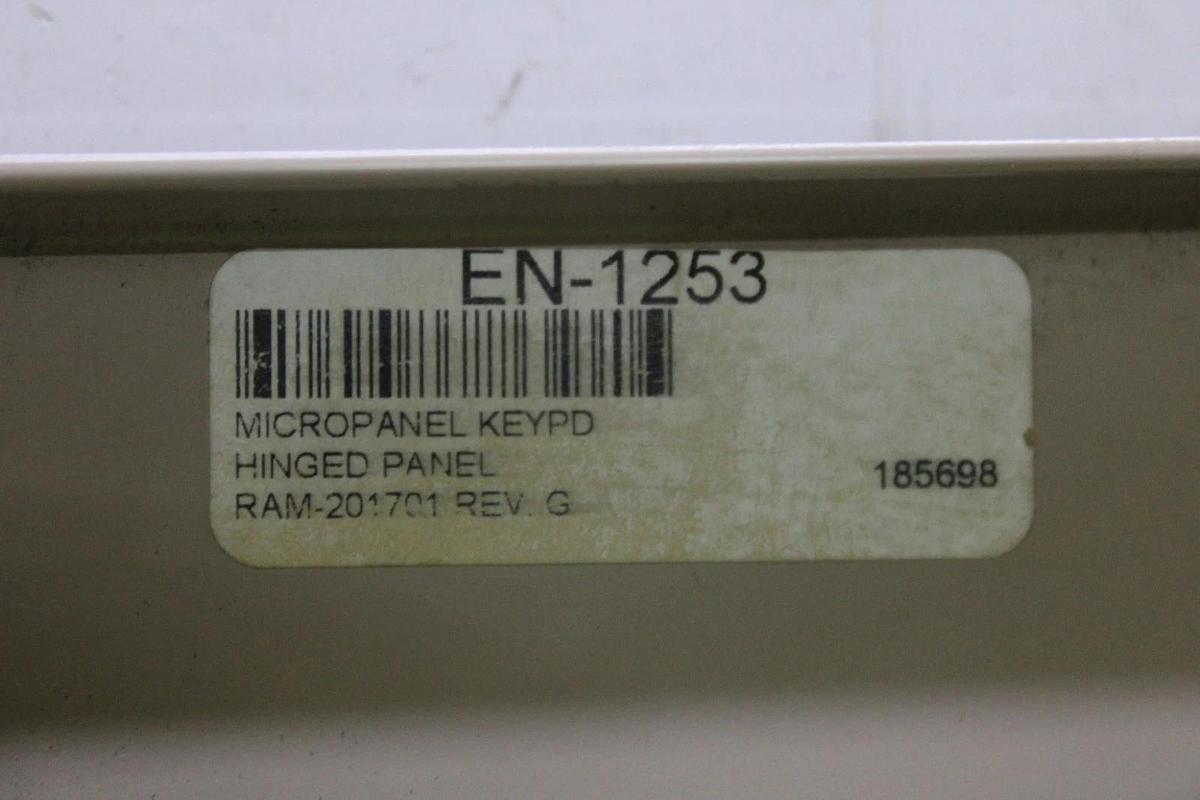 EN-1253
MICROPANEL KEYPD
HINGED PANEL
185698
RAM-201701 REV. G